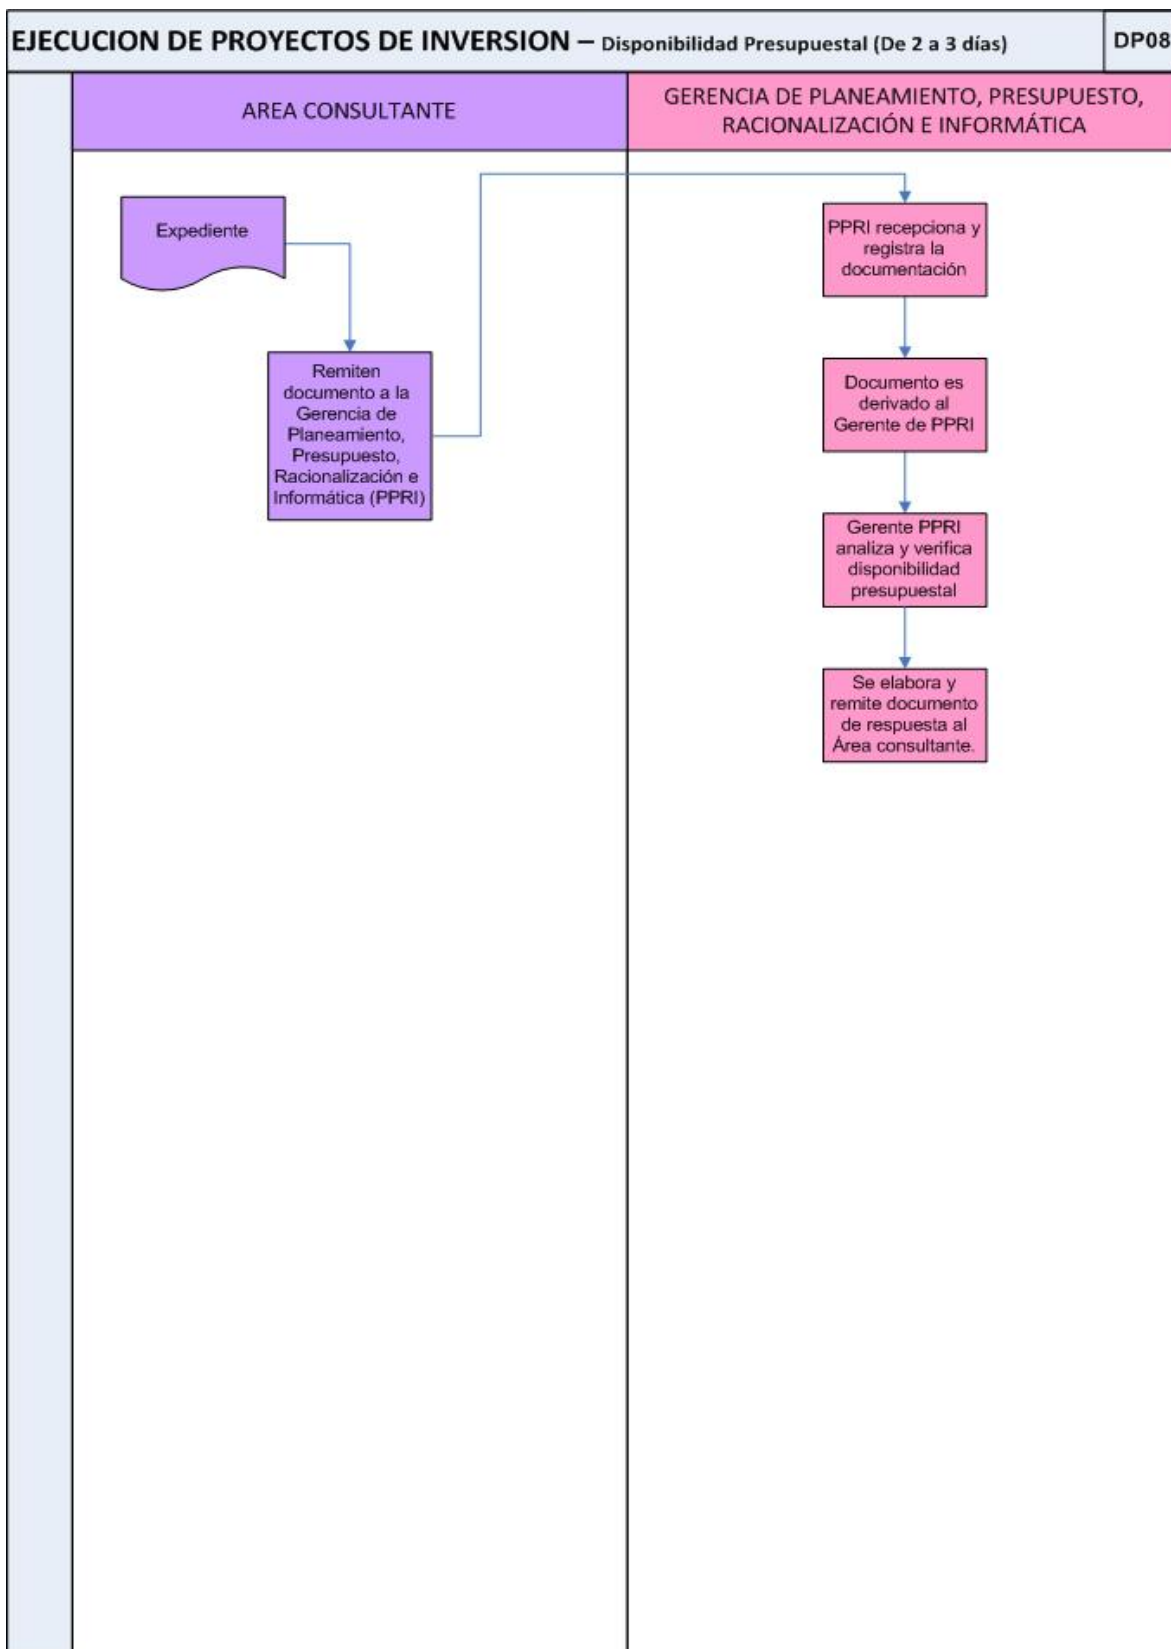 EJECUCION DE PROYECTOS DE INVERSION – Disponibilidad Presupuestal (De 2 a 3 días)
DP08
AREA CONSULTANTE
GERENCIA DE PLANEAMIENTO, PRESUPUESTO,
RACIONALIZACIÓN E INFORMÁTICA
Expediente
Remiten
documento a la
Gerencia de
Planeamiento,
Presupuesto,
Racionalización e
Informática (PPRI)
PPRI recepciona y
registra la
documentación
Documento es
derivado al
Gerente de PPRI
Gerente PPRI
analiza y verifica
disponibilidad
presupuestal
Se elabora y
remite documento
de respuesta al
Área consultante.